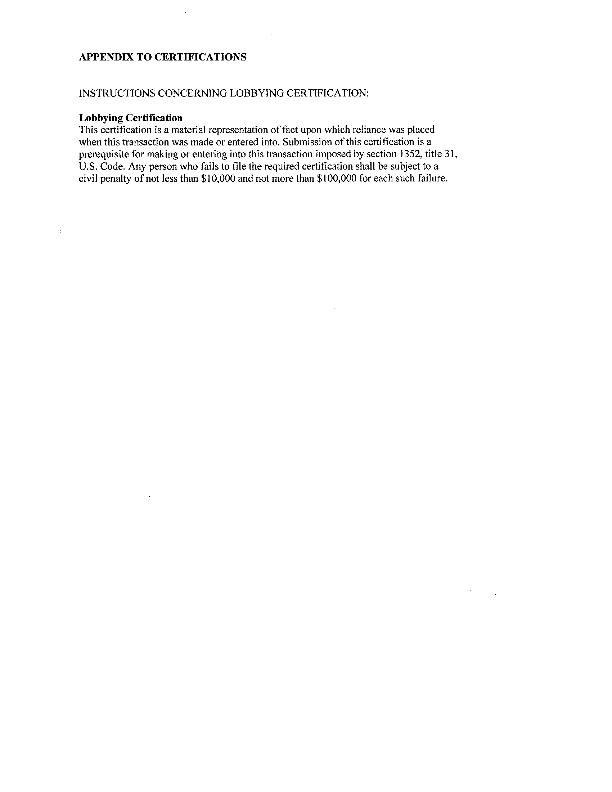 APPENDIX TO CERTIFICATIONS
INSTRUCTIONS CONCERNING LOBBYING CERTIFICATION:
Lobbying Certification
This certification is a material representation of fact upon which reliance was placed
when this transaction was made or entered into. Submission of this certification is a
prerequisite for making or entering into this transaction imposed by section 1352, title 31,
U.S. Code. Any person who fails to file the required certification shall be subject to a
civil penalty of not less than $10,000 and not more than $100,000 for each such failure.